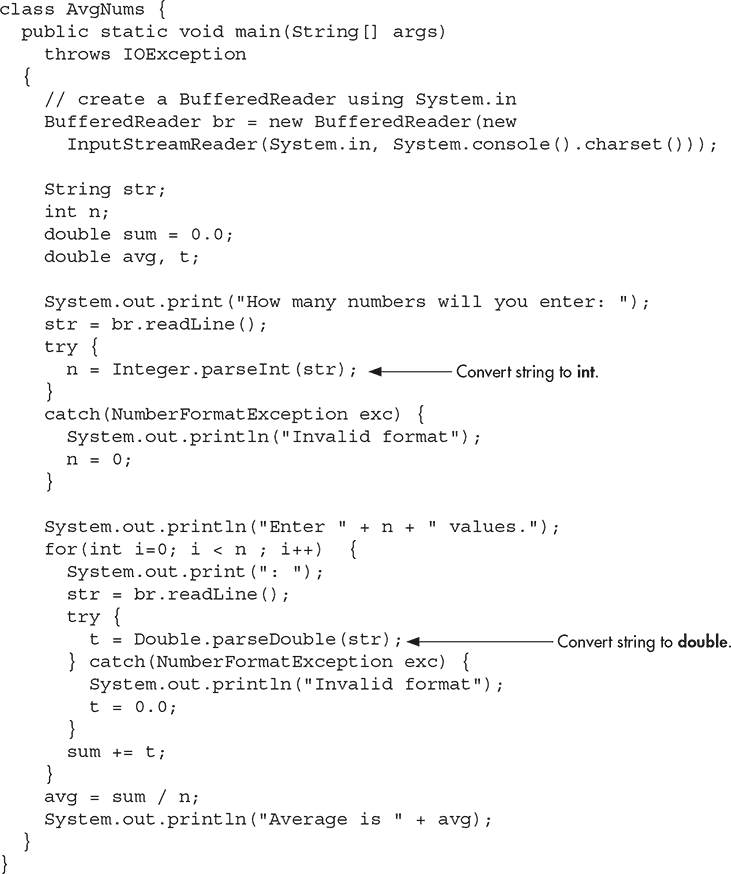 class AvgNums {
  public static void main(String[] args)
    throws IOException
  {
    // create a BufferedReader using System.in
    BufferedReader br = new BufferedReader(new
      InputStreamReader(System.in, System.console().charset()));

    String str;
    int n;
    double sum = 0.0;
    double avg, t;

    System.out.print("How many numbers will you enter: ");
    str = br.readLine();
    try {
      n = Integer.parseInt(str); Convert string to int.
    }
    catch(NumberFormatException exc) {
      System.out.println("Invalid format");
      n = 0;
    }

    System.out.println("Enter " + n + " values.");
    for(int i=0; i < n ; i++)  {
      System.out.print(": ");
      str = br.readLine();
      try {
        t = Double.parseDouble(str); Convert string to double.
      } catch(NumberFormatException exc) {
        System.out.println("Invalid format");
        t = 0.0;
      }
      sum += t;
    }
    avg = sum / n;
    System.out.println("Average is " + avg);
  }
}